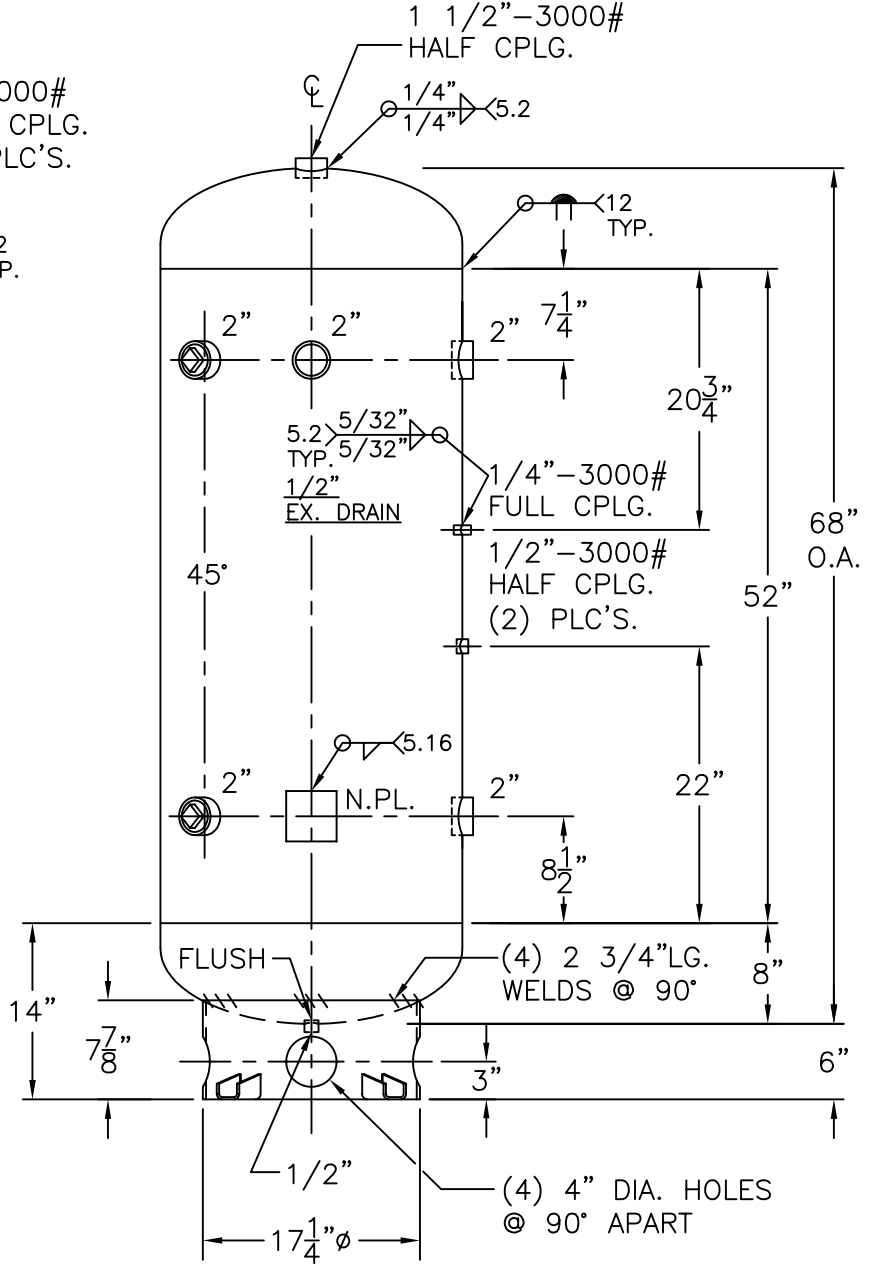 1 1/2"-3000#
HALF CPLG.
000#
CPLG.
PLC'S.
℄
1/4"
1/4"
5.2
12
TYP.
2
P.
2"
2"
2"
7 1/4"
20 3/4"
5.2
TYP.
5/32"
5/32"
1/2"
EX. DRAIN
1/4"-3000#
FULL CPLG.
68"
O.A.
1/2"-3000#
HALF CPLG.
(2) PLC'S.
45°
52"
5.16
2"
N.PL.
2"
22"
8 1/2"
FLUSH
(4) 2 3/4"LG.
WELDS @ 90°
8"
14"
7 7/8"
3"
6"
1/2"
(4) 4" DIA. HOLES
@ 90° APART
17 1/4"ø